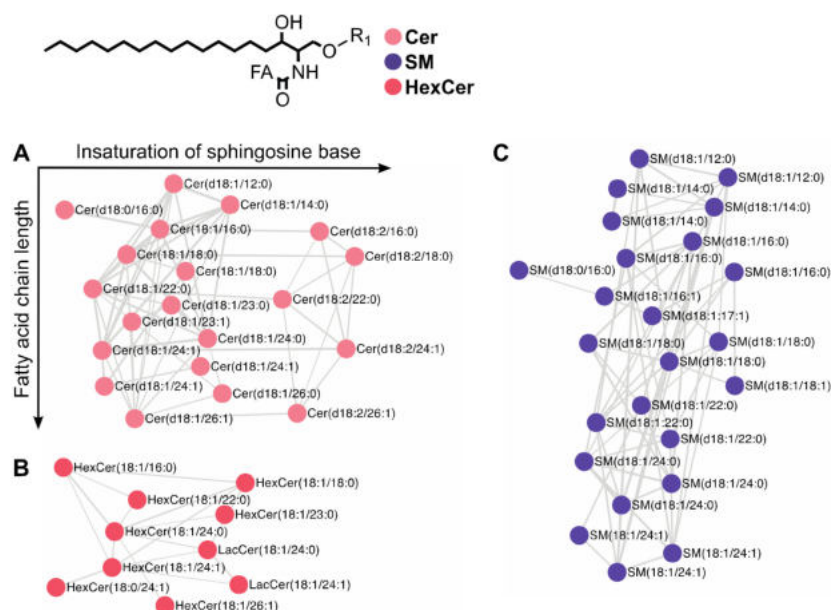 OH
R1
O
FA
NH
O
Cer
SM
HexCer
A
Insaturation of sphingosine base
Fatty acid chain length
Cer(d18:1/12:0)
Cer(d18:0/16:0)
Cer(d18:1/14:0)
Cer(18:1/16:0)
Cer(d18:2/16:0)
Cer(18:1/18:0)
Cer(d18:2/18:0)
Cer(d18:1/18:0)
Cer(d18:1/22:0)
Cer(d18:1/23:0)
Cer(d18:2/22:0)
Cer(d18:1/23:1)
Cer(d18:1/24:0)
Cer(d18:1/24:1)
Cer(d18:2/24:1)
Cer(d18:1/24:1)
Cer(d18:1/24:1)
Cer(d18:1/26:0)
Cer(d18:1/26:1)
Cer(d18:2/26:1)
B
HexCer(18:1/16:0)
HexCer(18:1/18:0)
HexCer(18:1/22:0)
HexCer(18:1/23:0)
HexCer(18:1/24:0)
LacCer(18:1/24:0)
HexCer(18:1/24:1)
HexCer(18:0/24:1)
LacCer(18:1/24:1)
HexCer(18:1/26:1)
C
SM(d18:1/12:0)
SM(d18:1/12:0)
SM(d18:1/14:0)
SM(d18:1/14:0)
SM(d18:1/14:0)
SM(d18:1/16:0)
SM(d18:1/16:0)
SM(d18:0/16:0)
SM(d18:1/16:0)
SM(d18:1/16:1)
SM(d18:1:17:1)
SM(d18:1/18:0)
SM(d18:1/18:0)
SM(d18:1/18:0)
SM(d18:1/18:1)
SM(d18:1/22:0)
SM(d18:1:22:0)
SM(d18:1/22:0)
SM(d18:1/24:0)
SM(d18:1/24:0)
SM(d18:1/24:0)
SM(18:1/24:1)
SM(18:1/24:1)
SM(18:1/24:1)